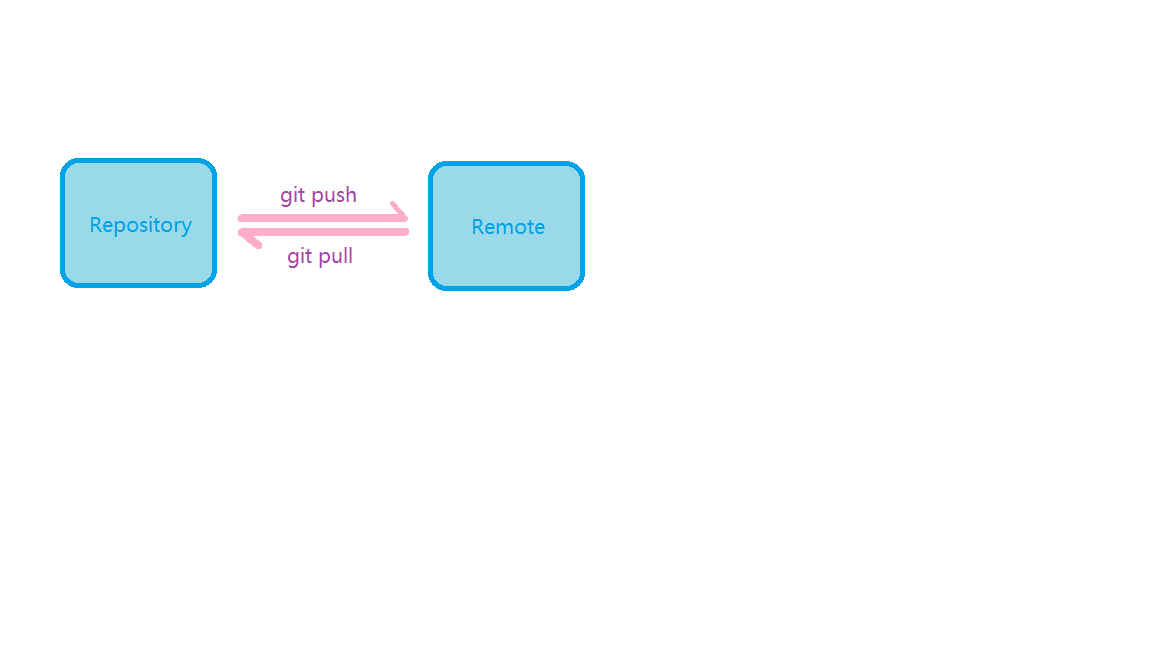 git push
Repository
Remote
git pull